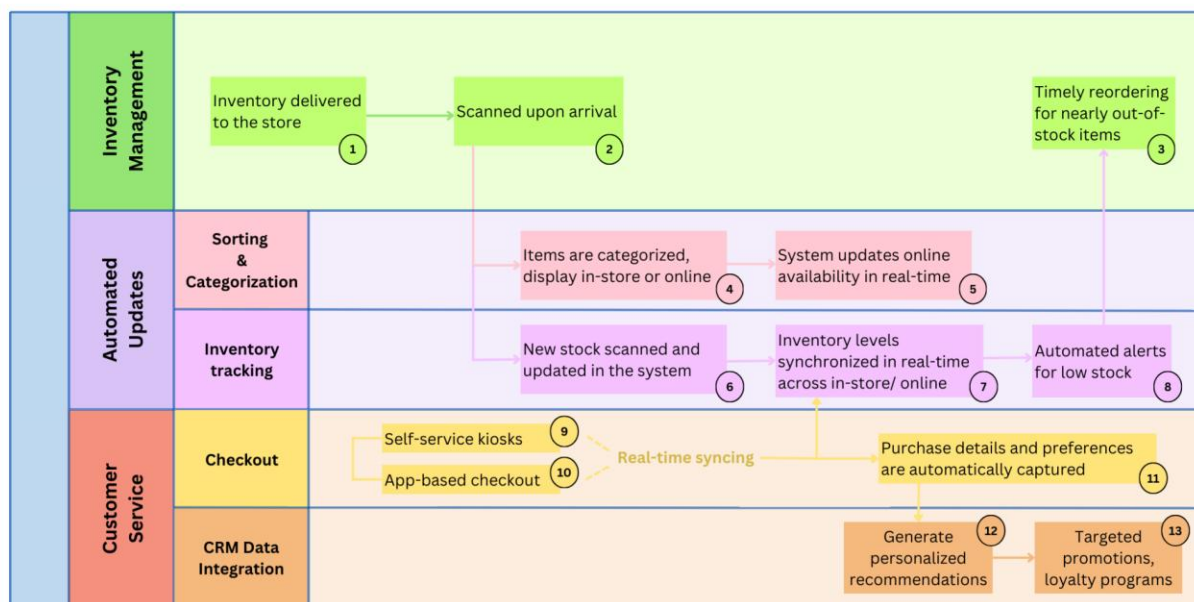 Inventory
Management
Inventory delivered
to the store
1
Scanned upon arrival
2
Timely reordering
for nearly out-of-
stock items
3
Automated
Updates
Sorting
&
Categorization
Items are categorized,
display in-store or online
4
System updates online
availability in real-time
5
Inventory
tracking
New stock scanned and
updated in the system
6
Inventory levels
synchronized in real-time
across in-store/ online
7
Automated alerts
for low stock
8
Customer
Service
Checkout
Self-service kiosks
9
App-based checkout
10
Real-time syncing
Purchase details and preferences
are automatically captured
11
CRM Data
Integration
Generate
personalized
recommendations
12
Targeted
promotions,
loyalty programs
13